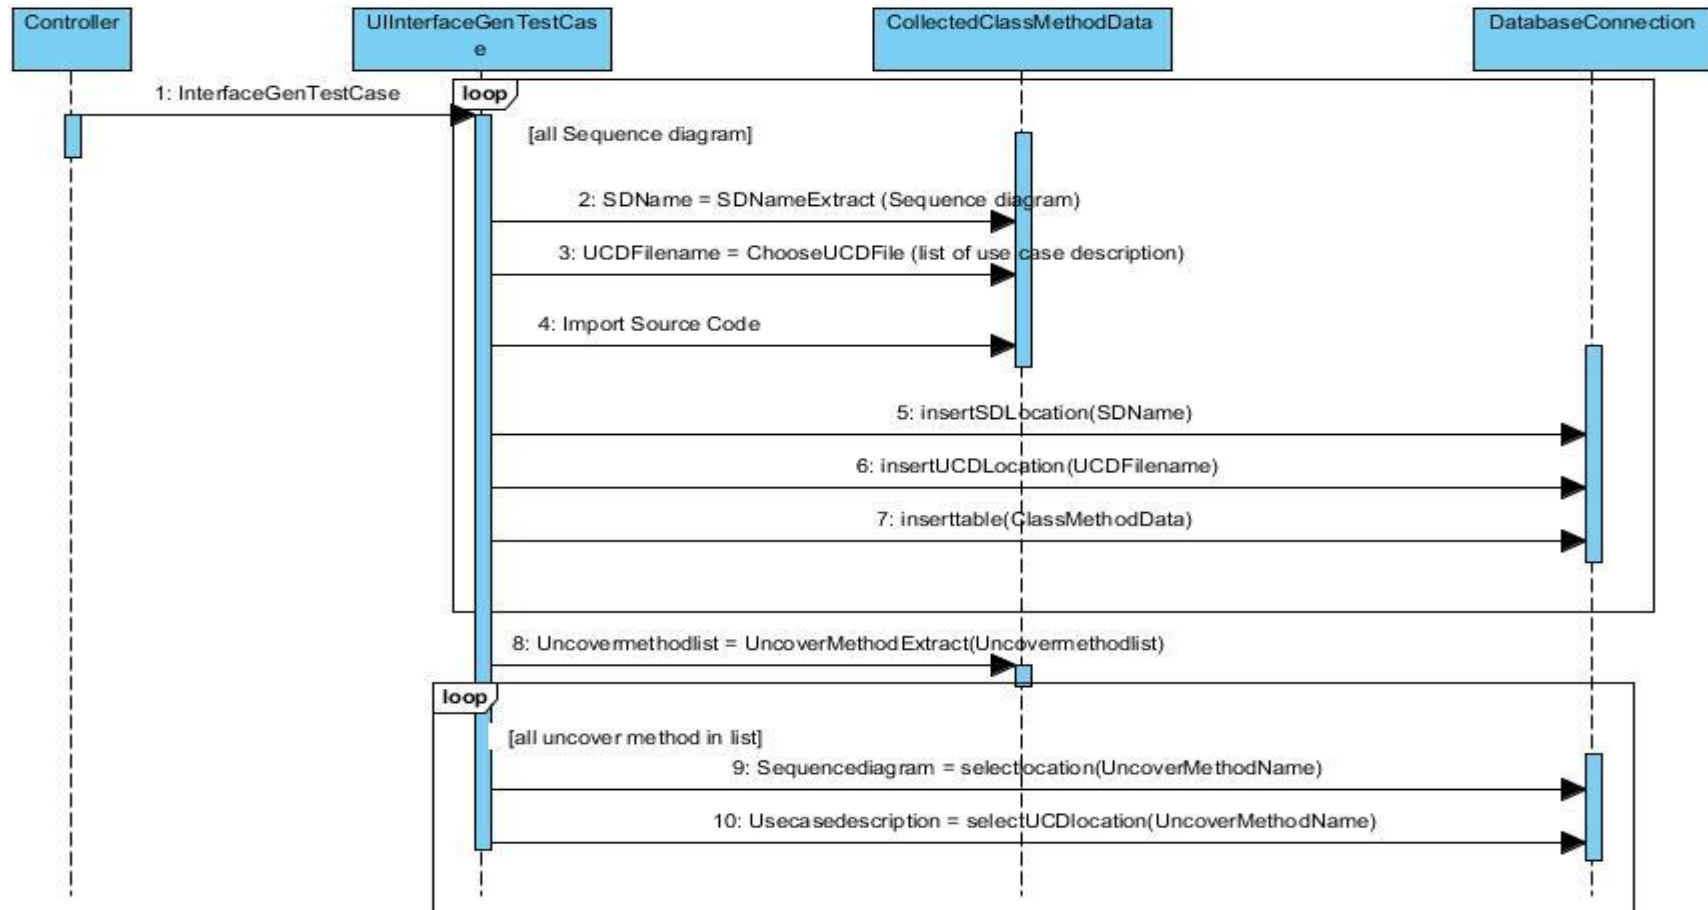 Controller
UIInterfaceGenTestCas
e
CollectedClassMethodData
DatabaseConnection
1: InterfaceGenTestCase
loop
[all Sequence diagram]
2: SDName = SDNameExtract (Sequence diagram)
3: UCDFilename = ChooseUCDFile (list of use case description)
4: Import Source Code
5: insertSDLocation(SDName)
6: insertUCDLocation(UCDFilename)
7: inserttable(ClassMethodData)
8: Uncovermethodlist = UncoverMethodExtract(Uncovermethodlist)
loop
[all uncover method in list]
9: Sequencediagram = selectlocation(UncoverMethodName)
10: Usecasedescription = selectUCDlocation(UncoverMethodName)